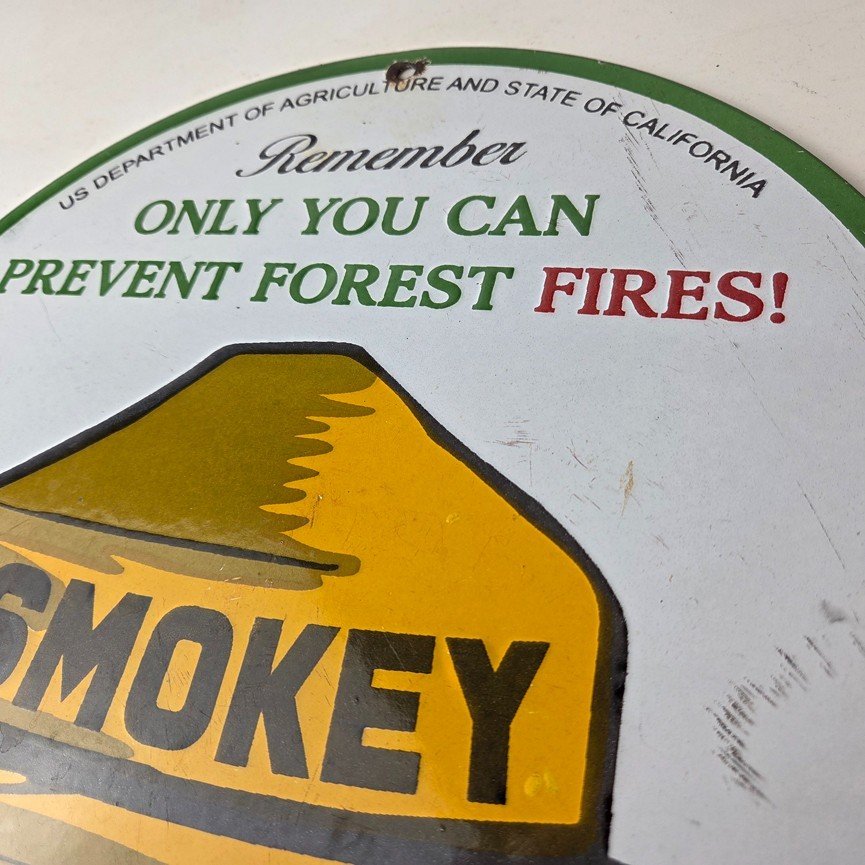 US DEPARTMENT OF AGRICULTURE AND STATE OF CALIFORNIA
Remember
ONLY YOU CAN
PREVENT FOREST FIRES!
SMOKEY